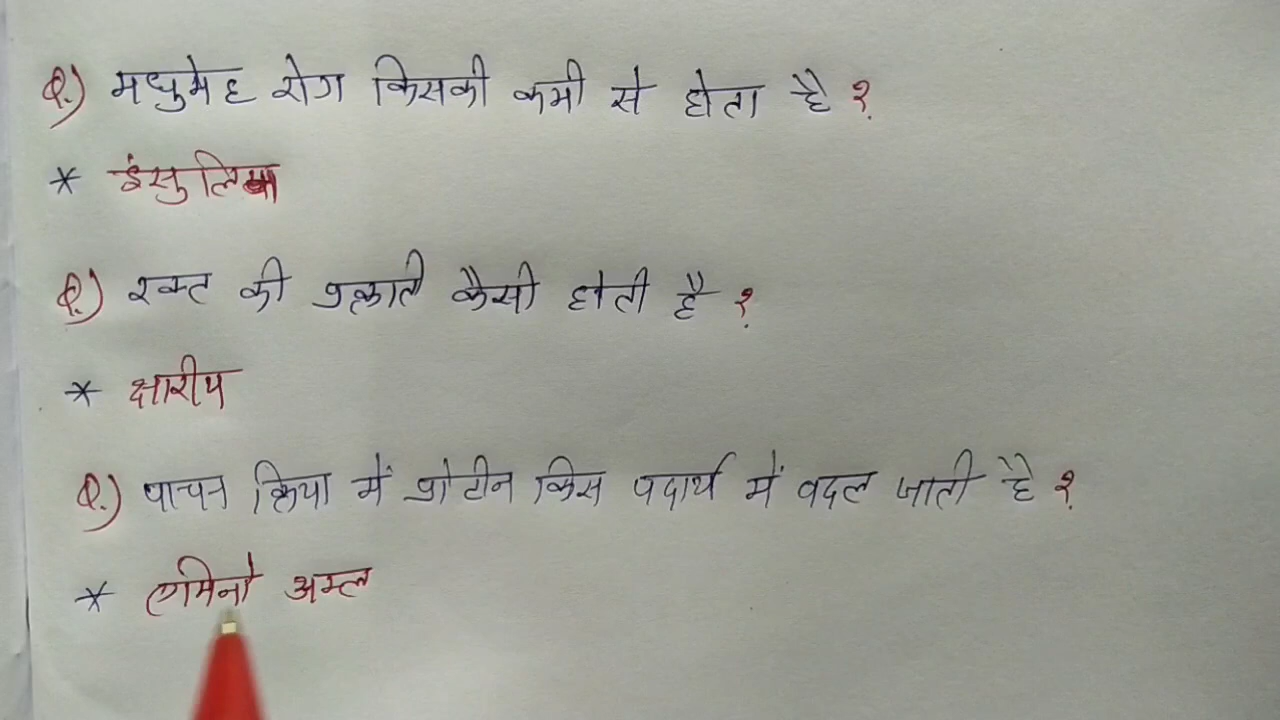 Q.) मधुमेह रोग किसकी कमी से होता है ?
* इंसुलिन
Q.) रक्त की प्रकृति कैसी होती है ?
* क्षारीय
Q.) पाचन क्रिया में प्रोटीन किस पदार्थ में बदल जाती है ?
* एमिनो अम्ल